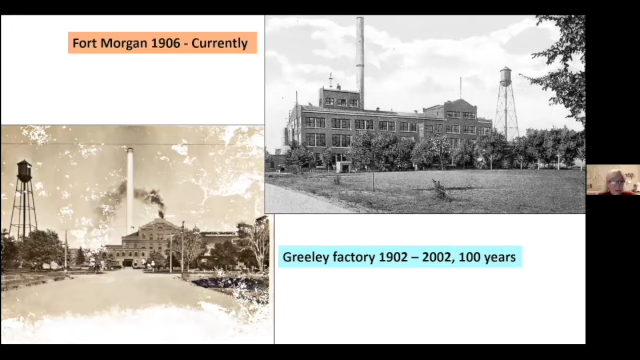 Fort Morgan 1906 - Currently
Greeley factory 1902 – 2002, 100 years